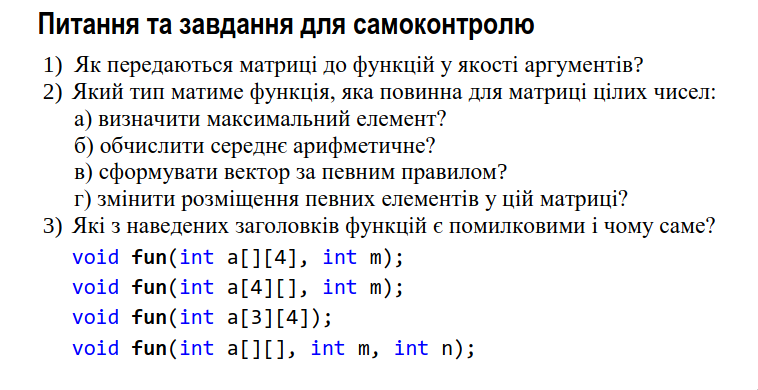 Питання та завдання для самоконтролю
1) Як передаються матриці до функцій у якості аргументів?
2) Який тип матиме функція, яка повинна для матриці цілих чисел:
а) визначити максимальний елемент?
б) обчислити середнє арифметичне?
в) сформувати вектор за певним правилом?
г) змінити розміщення певних елементів у цій матриці?
3) Які з наведених заголовків функцій є помилковими і чому саме?
void fun(int a[][4], int m);
void fun(int a[4][], int m);
void fun(int a[3][4]);
void fun(int a[][], int m, int n);